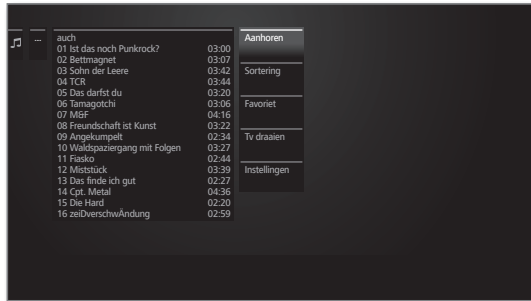 ...
auch
01 Ist das noch Punkrock? 03:00
02 Bettmagnet 03:07
03 Sohn der Leere 03:42
04 TCR 03:44
05 Das darfst du 03:20
06 Tamagotchi 03:06
07 M&F 04:16
08 Freundschaft ist Kunst 03:22
09 Angekumpelt 02:34
10 Waldspaziergang mit Folgen 03:27
11 Fiasko 02:44
12 Miststück 03:39
13 Das finde ich gut 02:27
14 Cpt. Metal 04:36
15 Die Hard 02:20
16 zeiDverschwÄndung 02:59
Aanhoren
Sortering
Favoriet
Tv draaien
Instellingen